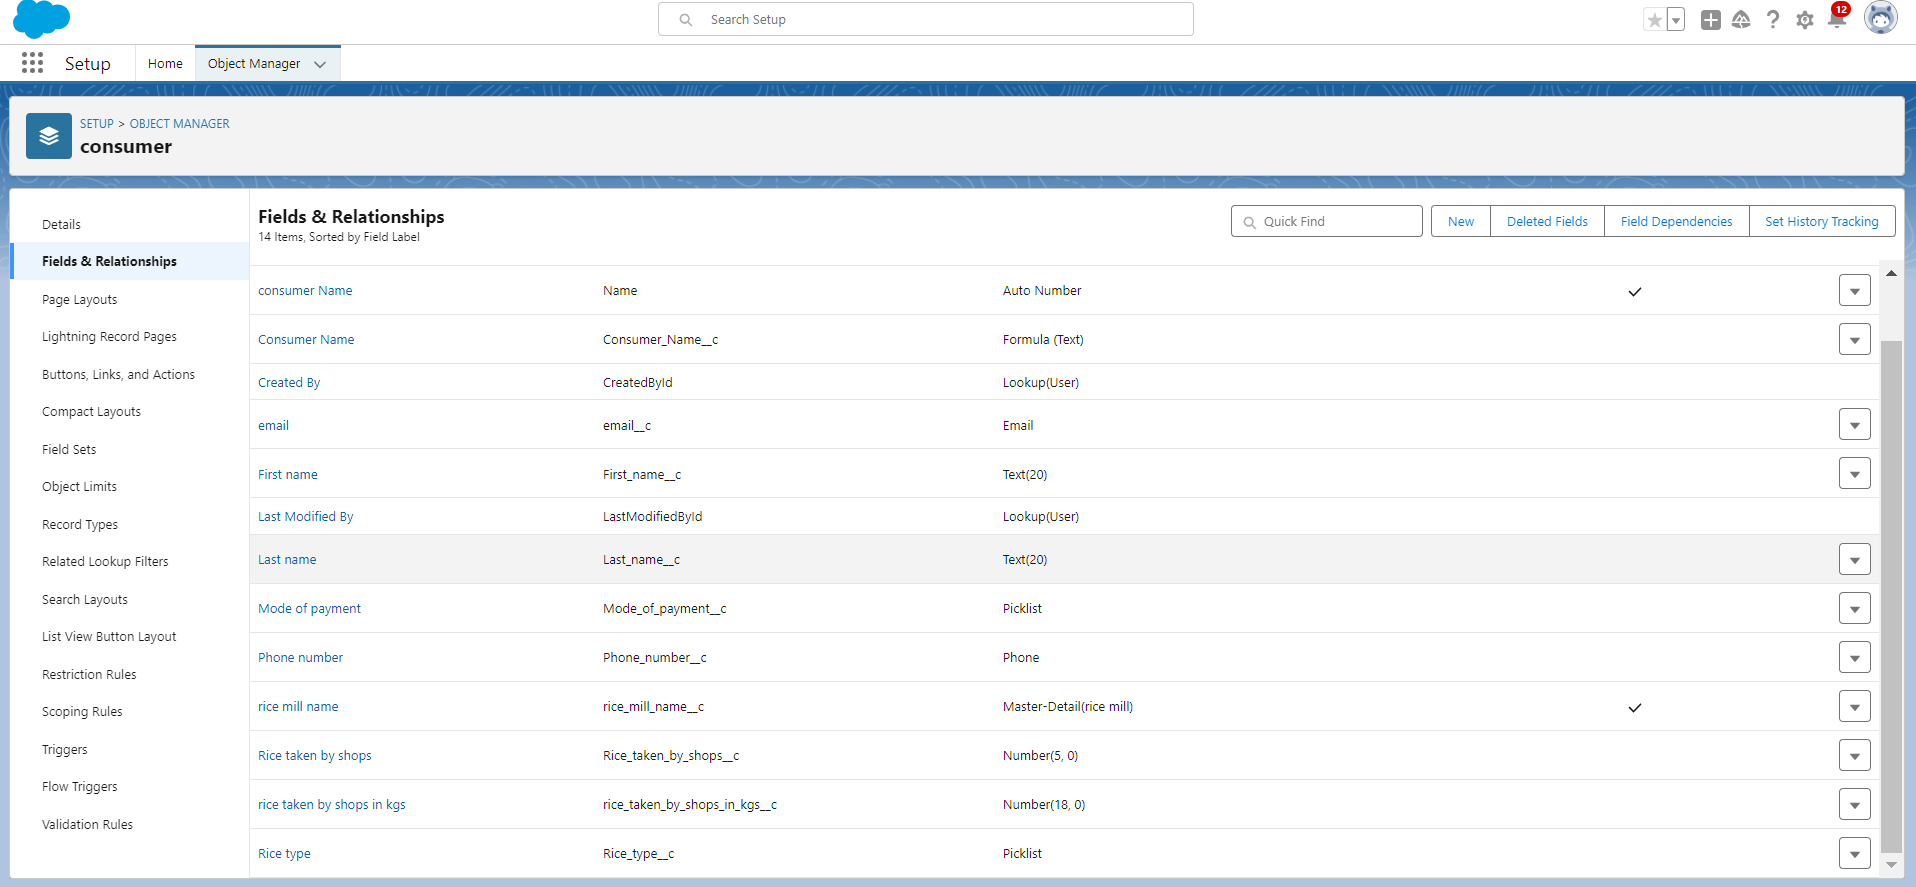 Search Setup
12
Setup
Home
Object Manager
SETUP > OBJECT MANAGER
consumer
Details
Fields & Relationships
Page Layouts
Lightning Record Pages
Buttons, Links, and Actions
Compact Layouts
Field Sets
Object Limits
Record Types
Related Lookup Filters
Search Layouts
List View Button Layout
Restriction Rules
Scoping Rules
Triggers
Flow Triggers
Validation Rules
Fields & Relationships
14 Items, Sorted by Field Label
Quick Find
New
Deleted Fields
Field Dependencies
Set History Tracking
consumer Name Name Auto Number
Consumer Name Consumer_Name__c Formula (Text)
Created By CreatedById Lookup(User)
email email__c Email
First name First_name__c Text(20)
Last Modified By LastModifiedById Lookup(User)
Last name Last_name__c Text(20)
Mode of payment Mode_of_payment__c Picklist
Phone number Phone_number__c Phone
rice mill name rice_mill_name__c Master-Detail(rice mill)
Rice taken by shops Rice_taken_by_shops__c Number(5, 0)
rice taken by shops in kgs rice_taken_by_shops_in_kgs__c Number(18, 0)
Rice type Rice_type__c Picklist